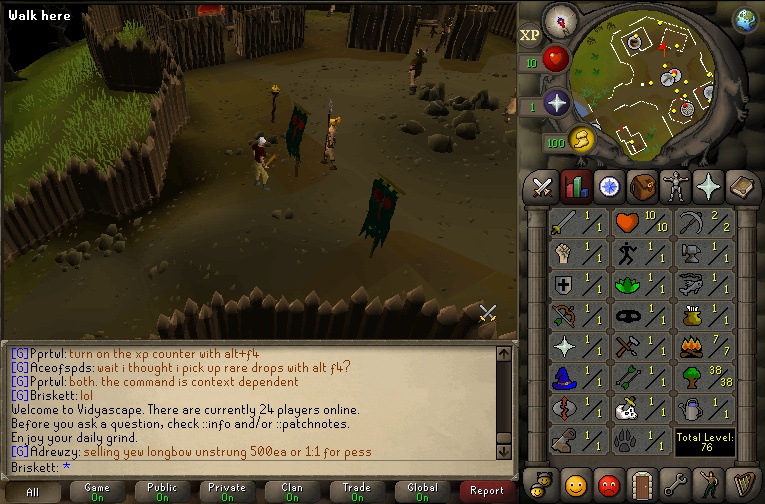 Walk here
XP
10
1
100
1 1
10 10
2 2
1 1
1 1
1 1
1 1
1 1
1 1
1 1
1 1
1 1
1 1
1 1
7 7
1 1
1 1
38 38
1 1
1 1
1 1
1 1
1 1
Total Level:
76
[G]Pprtwl: turn on the xp counter with alt+f4
[G]Aceofspds: wait i thought i pick up rare drops with alt f4?
[G]Pprtwl: both. the command is context dependent
[G]Briskett: lol
Welcome to Vidyascape. There are currently 24 players online.
Before you ask a question, check ::info and/or ::patchnotes.
Enjoy your daily grind.
[G]Adrewzy: selling yew longbow unstrung 500ea or 1:1 for pess
Briskett: *
All
Game
On
Public
On
Private
On
Clan
On
Trade
On
Global
On
Report